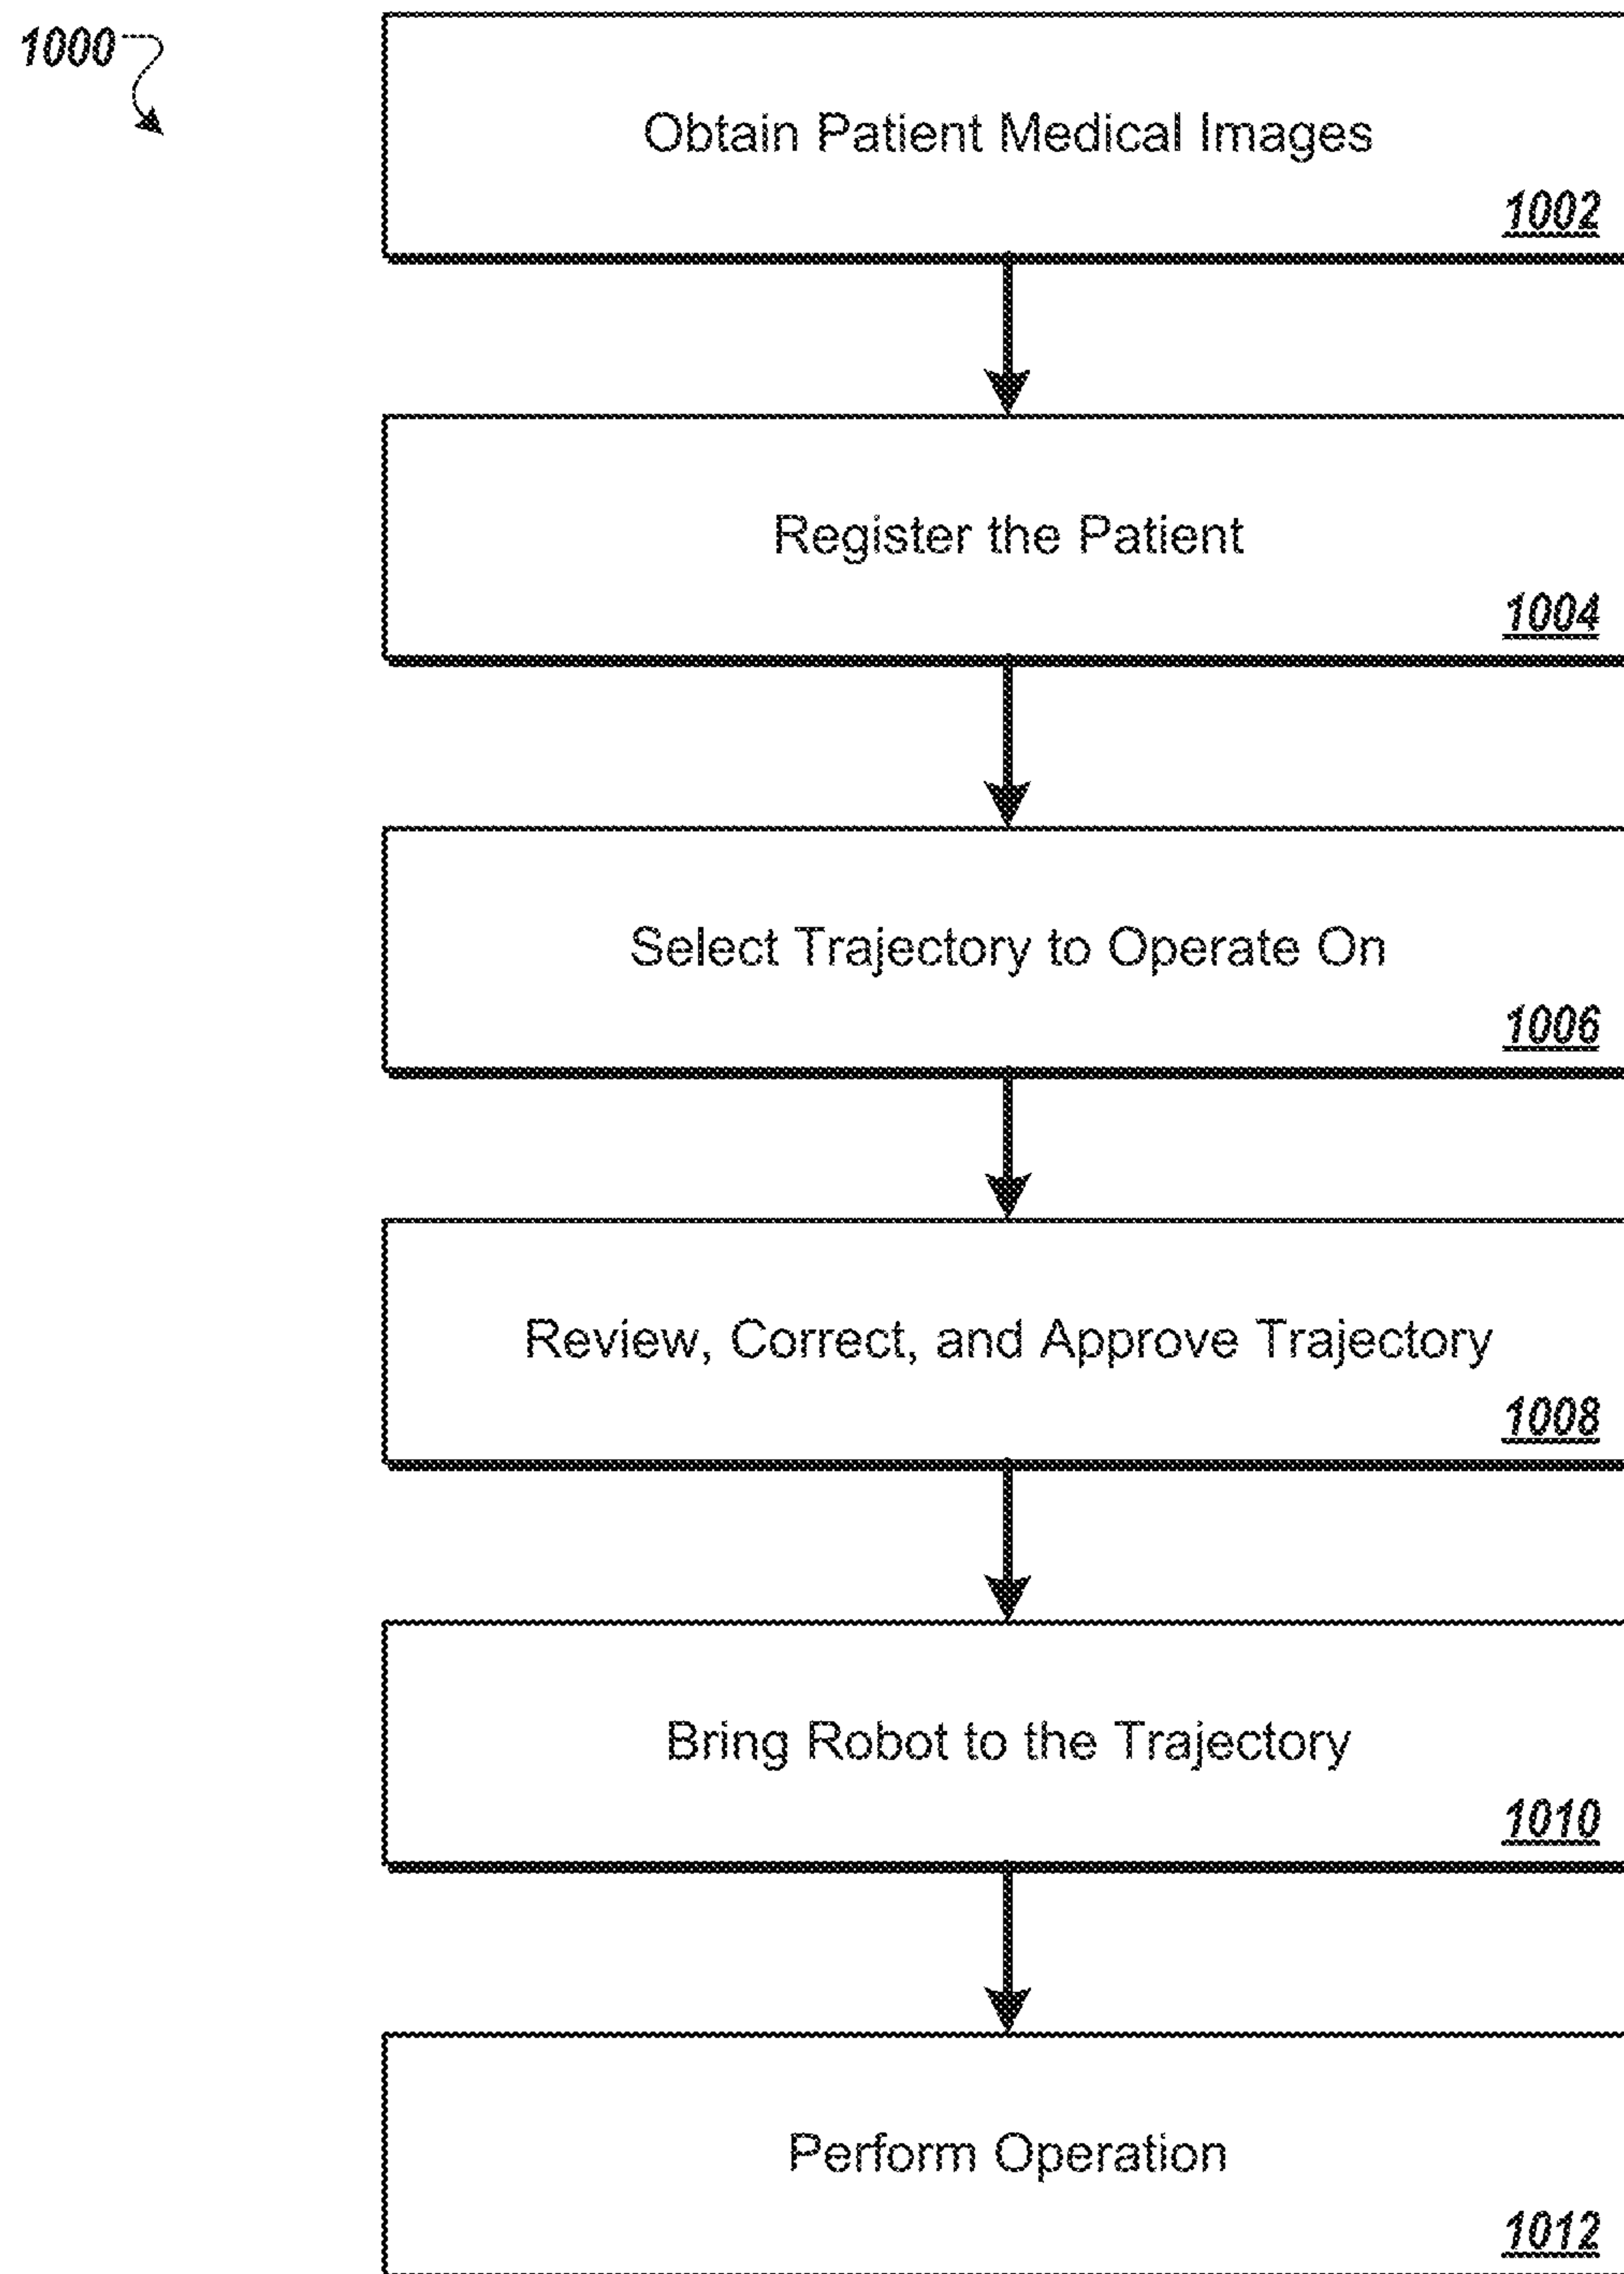 1000
Obtain Patient Medical Images
1002
Register the Patient
1004
Select Trajectory to Operate On
1006
Review, Correct, and Approve Trajectory
1008
Bring Robot to the Trajectory
1010
Perform Operation
1012